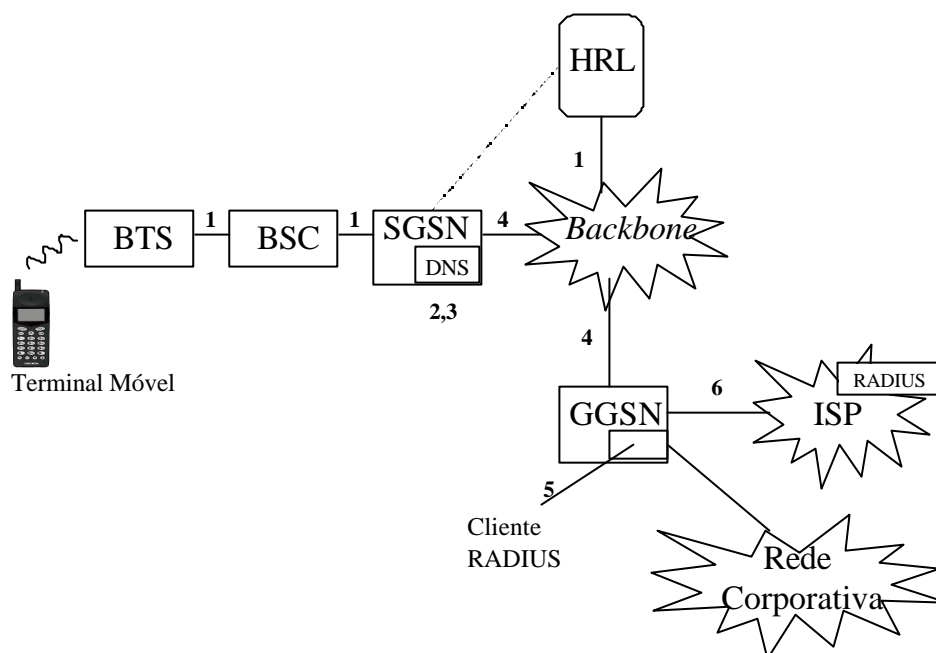 HRL
1
BTS
1
BSC
1
SGSN
DNS
4
Backbone
2,3
4
Terminal Móvel
GGSN
6
RADIUS
ISP
5
Cliente
RADIUS
Rede
Corporativa